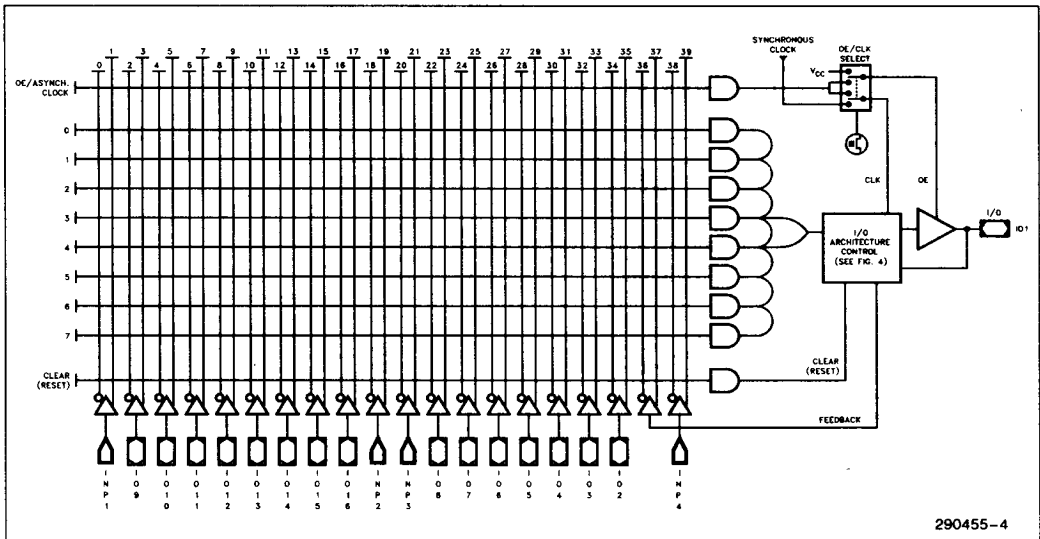 1 3 5 7 9 11 13 15 17 19 21 23 25 27 29 31 33 35 37 39
0 2 4 6 8 10 12 14 16 18 20 22 24 26 28 30 32 34 36 38
SYNCHRONOUS
CLOCK
OE/CLK
SELECT
VCC
OE/ASYNCH.
CLOCK
0
1
2
3
4
5
6
7
CLK
OE
I/O
I/O
ARCHITECTURE
CONTROL
(SEE FIG. 4)
IO1
CLEAR
(RESET)
CLEAR
(RESET)
FEEDBACK
INP1
IO9
IO10
IO11
IO12
IO13
IO14
IO15
IO16
INP2
INP3
IO8
IO7
IO6
IO5
IO4
IO3
IO2
INP4
290455-4